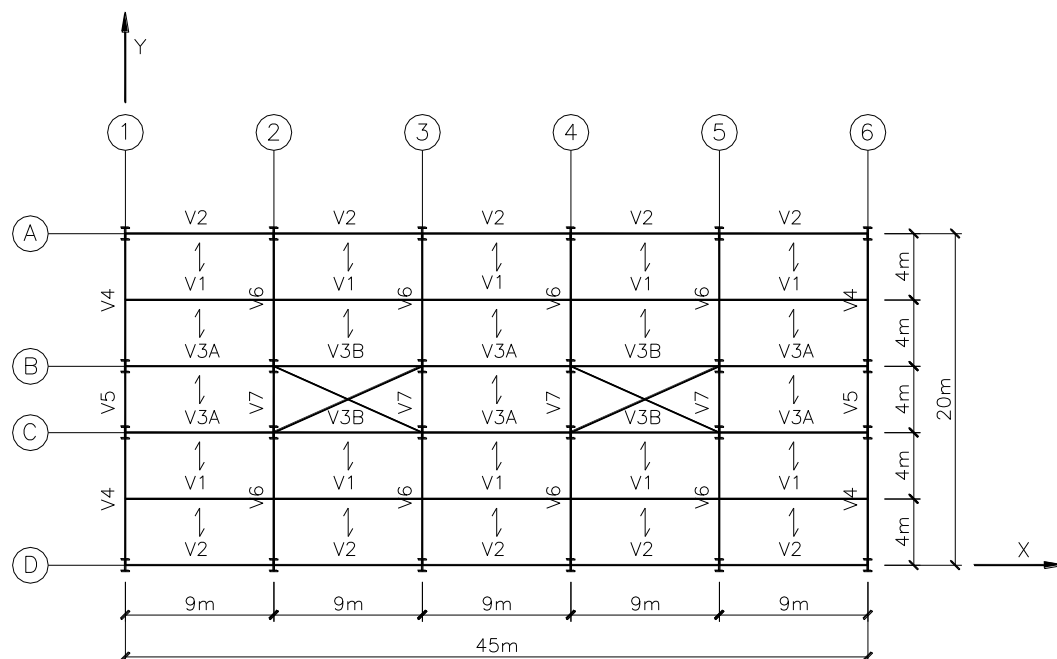 Y
1 2 3 4 5 6
V2 V2 V2 V2 V2
A
V1 V1 V1 V1 V1
4m
V4 V6 V6 V6 V6 V4
V3A V3B V3A V3B V3A
4m
B
V5 V7 V7 V7 V7 V5
4m
20m
V3A V3B V3A V3B V3A
C
V1 V1 V1 V1 V1
4m
V4 V6 V6 V6 V6 V4
V2 V2 V2 V2 V2
4m
D
X
9m 9m 9m 9m 9m
45m